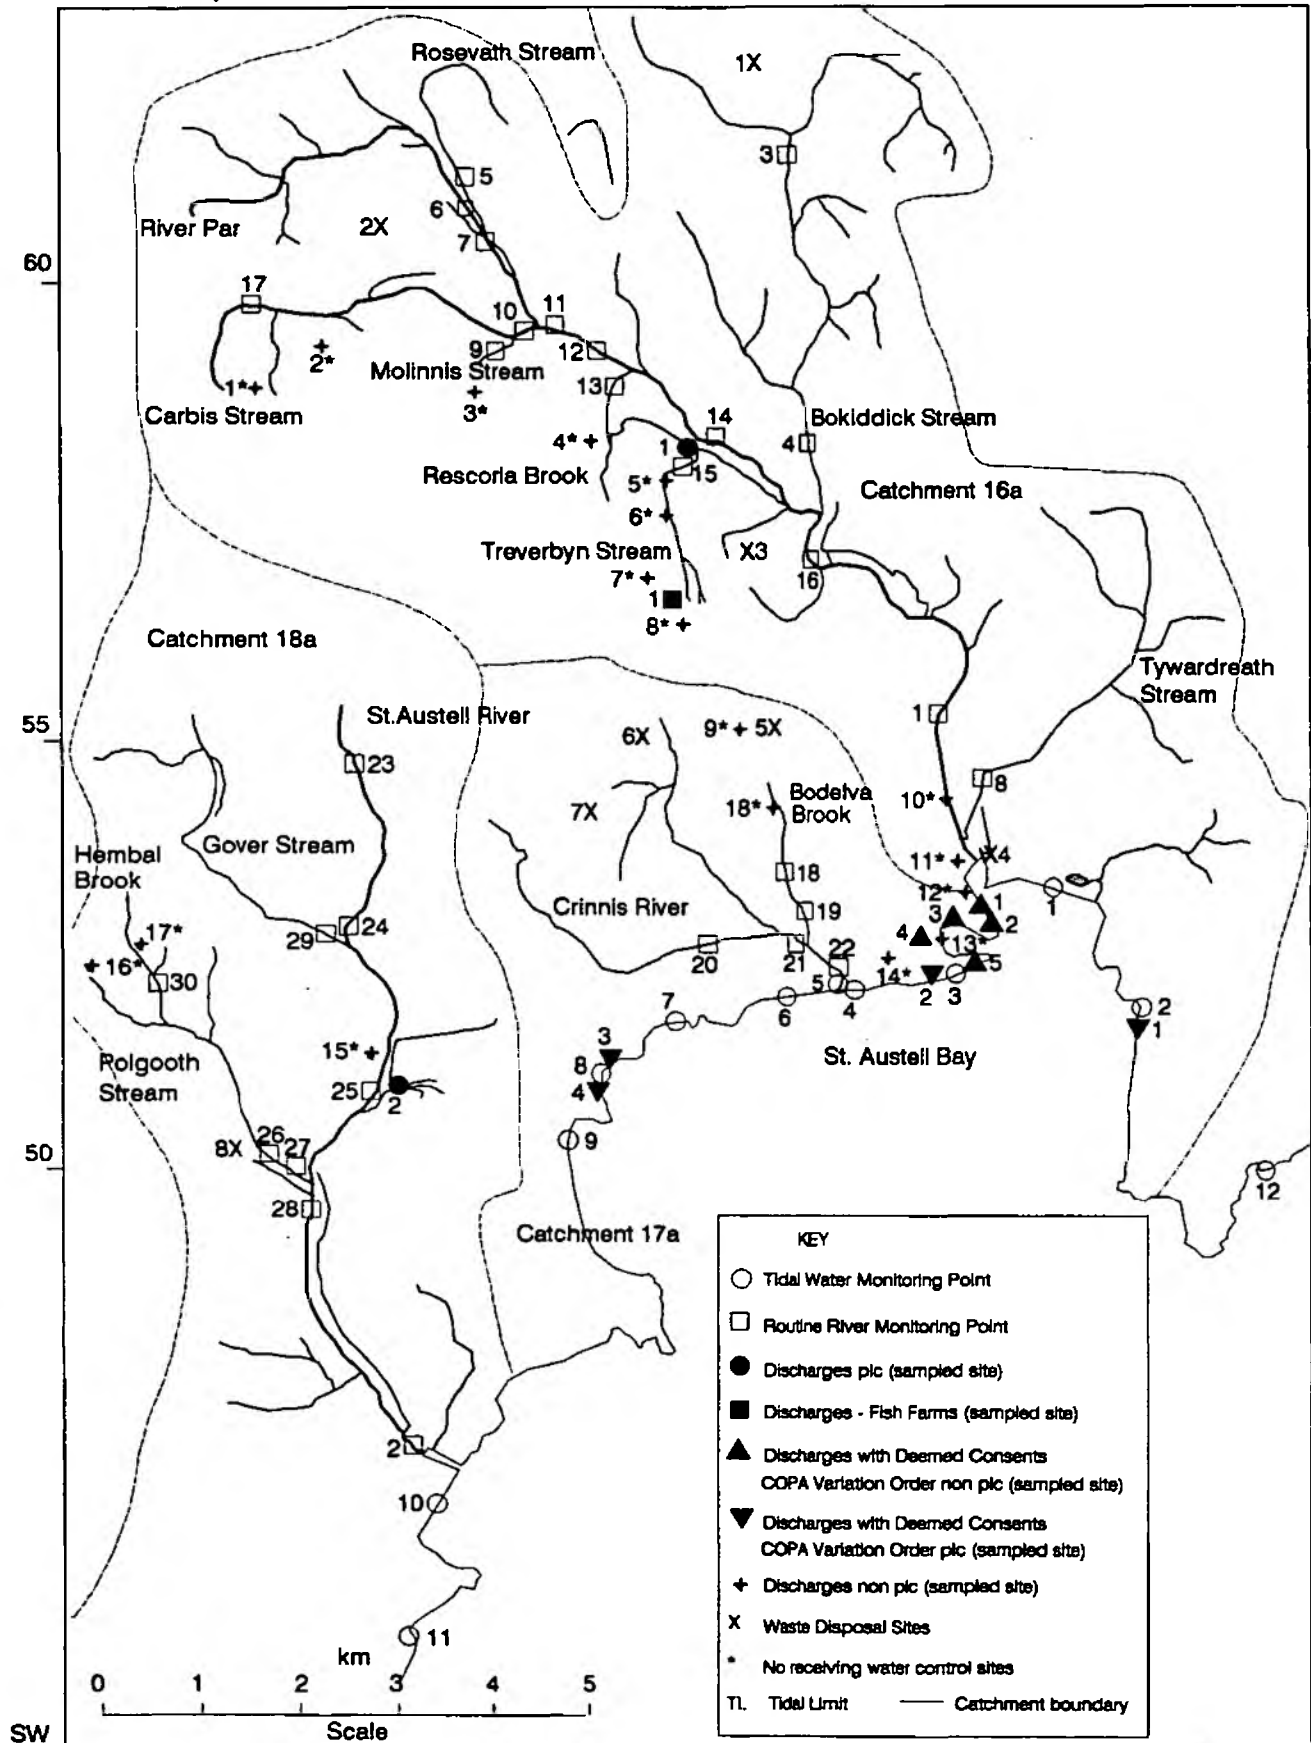 Rosevath Stream
1X
3
5
6
River Par
2X
7
60
17
10
11
2*
9
12
Molinnis Stream
1*
13
Carbis Stream
3*
14
Bokiddick Stream
4*
1
4
Rescorla Brook
15
5*
Catchment 16a
6*
Treverbyn Stream
X3
7*
16
1
8*
Catchment 18a
Tywardreath
Stream
St.Austell River
1
55
6X
9*
5X
23
8
Bodelva
Brook
10*
18*
7X
Gover Stream
Hembal
Brook
11*
X4
18
12*
1
1
Crinnis River
19
3
2
17*
24
29
4
13*
16*
20
21
22
5
30
14*
5
2
3
7
6
4
2
3
1
15*
8
St. Austell Bay
Polgooth
Stream
4
25
2
9
26
27
8X
50
12
28
Catchment 17a
2
10
11
KEY
Tidal Water Monitoring Point
Routine River Monitoring Point
Discharges plc (sampled site)
Discharges - Fish Farms (sampled site)
Discharges with Deemed Consents
COPA Variation Order non plc (sampled site)
Discharges with Deemed Consents
COPA Variation Order plc (sampled site)
Discharges non plc (sampled site)
X Waste Disposal Sites
* No receiving water control sites
TL Tidal Limit Catchment boundary
km
0 1 2 3 4 5
Scale
SW